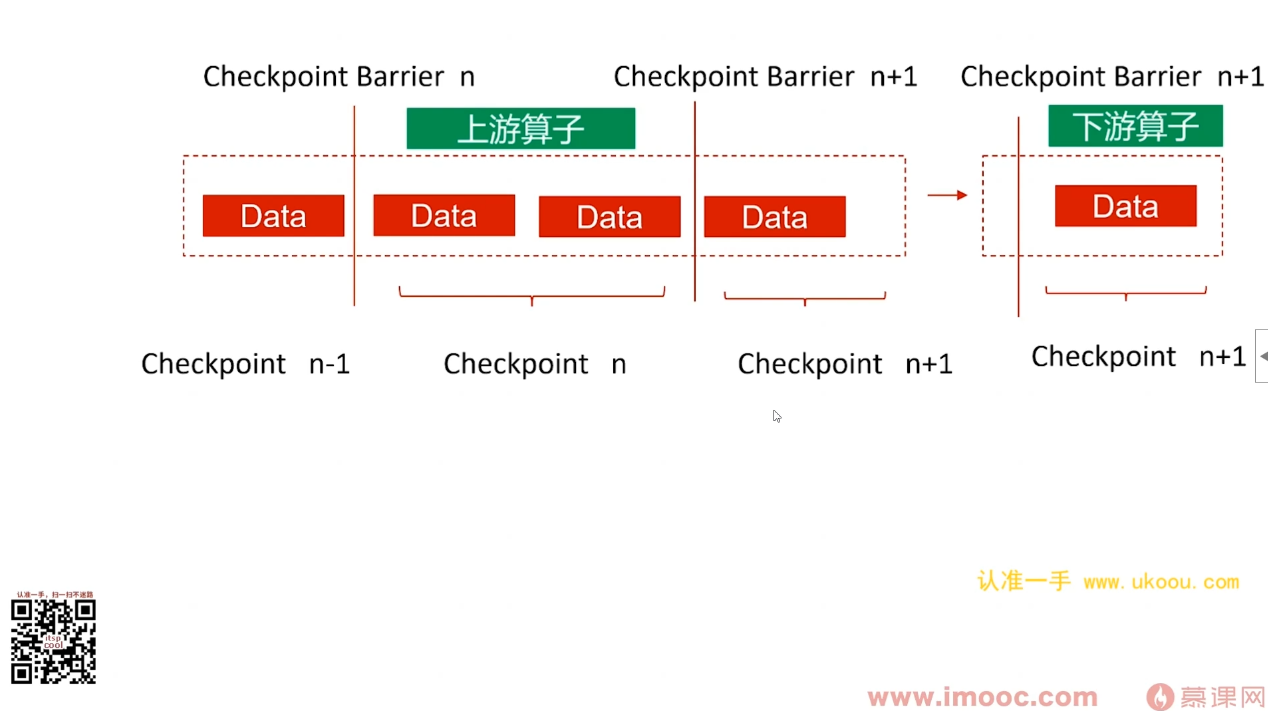 Checkpoint Barrier n
Checkpoint Barrier n+1
Checkpoint Barrier n+1
上游算子
下游算子
Data
Data
Data
Data
Data
Checkpoint n-1
Checkpoint n
Checkpoint n+1
Checkpoint n+1
认准一手 www.ukoou.com
认准一手，扫一扫不迷路
itsp
cool
www.imooc.com
慕课网